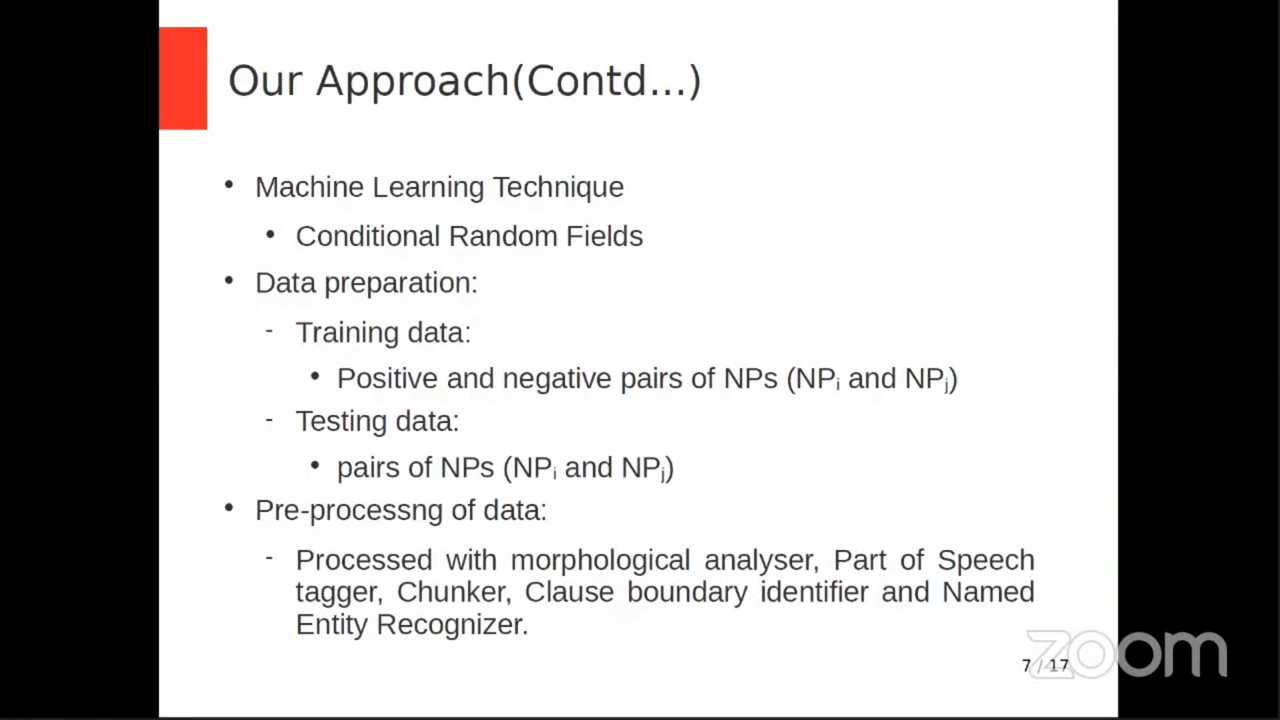 Our Approach(Contd...)
• Machine Learning Technique
• Conditional Random Fields
• Data preparation:
- Training data:
• Positive and negative pairs of NPs (NPᵢ and NPⱼ)
- Testing data:
• pairs of NPs (NPᵢ and NPⱼ)
• Pre-processng of data:
- Processed with morphological analyser, Part of Speech
tagger, Chunker, Clause boundary identifier and Named
Entity Recognizer.
7 / 17
zoom